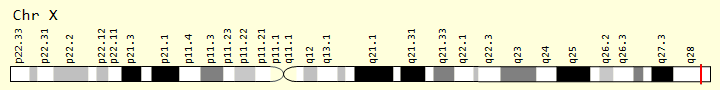 Chr X
p22.33
p22.31
p22.2
p22.12
p22.11
p21.3
p21.1
p11.4
p11.3
p11.23
p11.22
p11.21
p11.1
q11.1
q12
q13.1
q21.1
q21.31
q21.33
q22.1
q22.3
q23
q24
q25
q26.2
q26.3
q27.3
q28